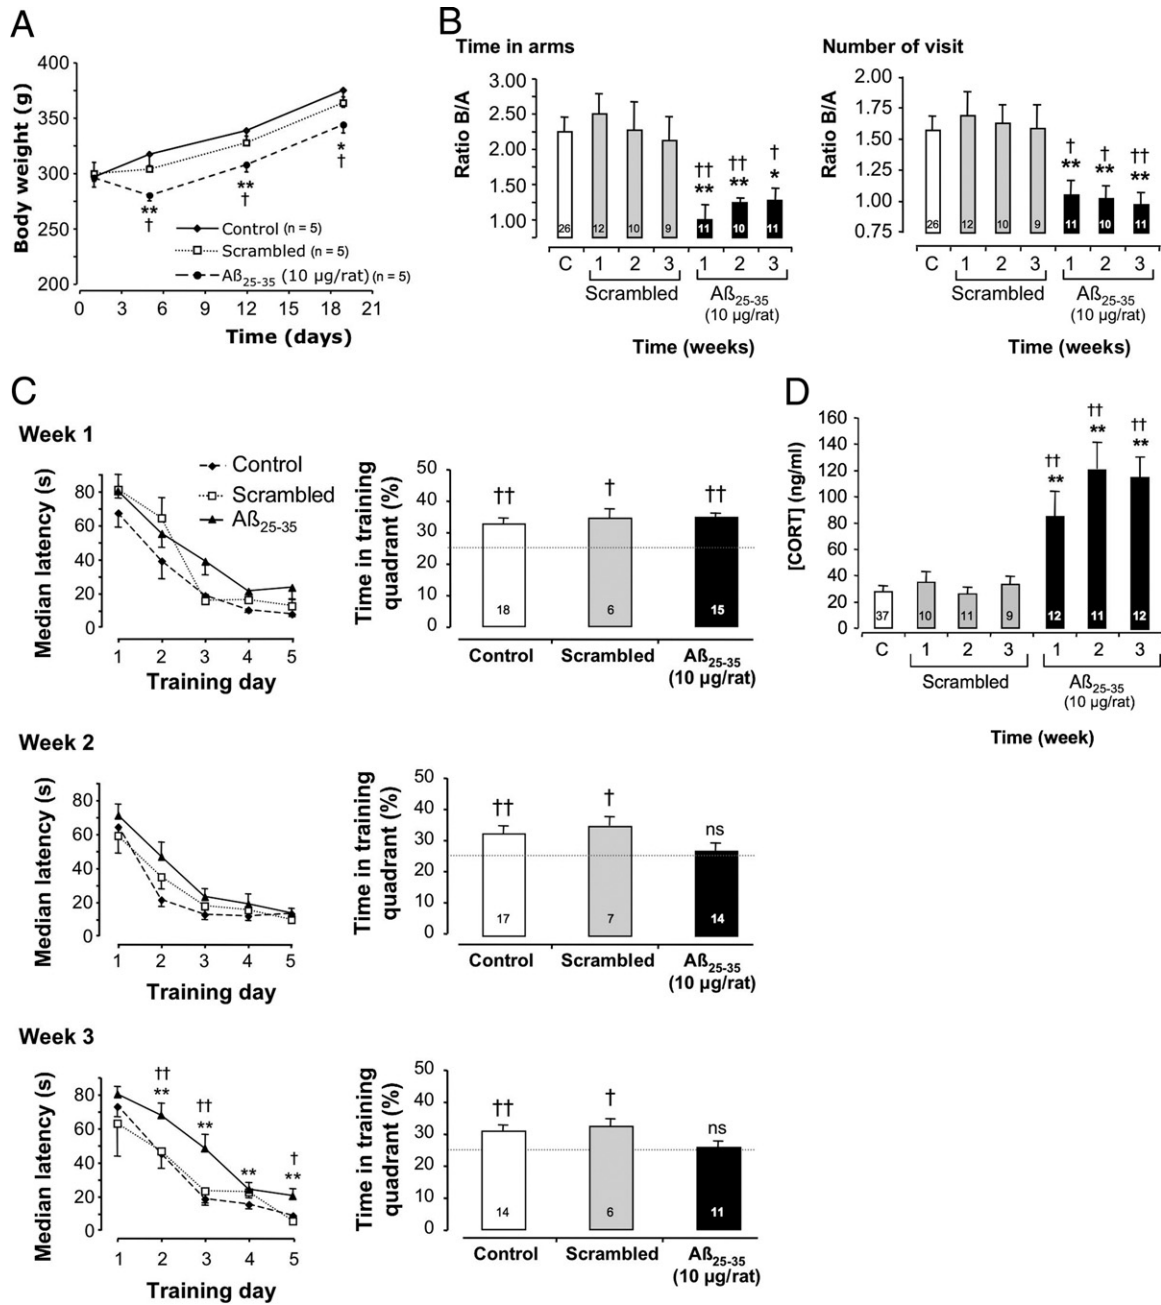 A
Body weight (g)
400
350
300
250
200
**
†
**
†
*
†
Control (n = 5)
Scrambled (n = 5)
Aß25-35 (10 µg/rat) (n = 5)
0 3 6 9 12 15 18 21
Time (days)
B
Time in arms
Ratio B/A
3.00
2.50
2.00
1.50
1.00
†† †† †
** ** *
26 12 10 9 11 10 11
C 1 2 3 1 2 3
Scrambled Aß25-35
(10 µg/rat)
Time (weeks)
Number of visit
Ratio B/A
2.00
1.75
1.50
1.25
1.00
0.75
† † ††
** ** **
26 12 10 9 11 10 11
C 1 2 3 1 2 3
Scrambled Aß25-35
(10 µg/rat)
Time (weeks)
C
Week 1
Median latency (s)
80
60
40
20
0
Control
Scrambled
Aß25-35
1 2 3 4 5
Training day
Time in training
quadrant (%)
50
40
30
20
10
0
†† † ††
18 6 15
Control Scrambled Aß25-35
(10 µg/rat)
Week 2
Median latency (s)
80
60
40
20
0
1 2 3 4 5
Training day
Time in training
quadrant (%)
50
40
30
20
10
0
†† † ns
17 7 14
Control Scrambled Aß25-35
(10 µg/rat)
Week 3
Median latency (s)
80
60
40
20
0
†† †† †
** ** ** **
1 2 3 4 5
Training day
Time in training
quadrant (%)
50
40
30
20
10
0
†† † ns
14 6 11
Control Scrambled Aß25-35
(10 µg/rat)
D
[CORT] (ng/ml)
160
140
120
100
80
60
40
20
0
†† †† ††
** ** **
37 10 11 9 12 11 12
C 1 2 3 1 2 3
Scrambled Aß25-35
(10 µg/rat)
Time (week)